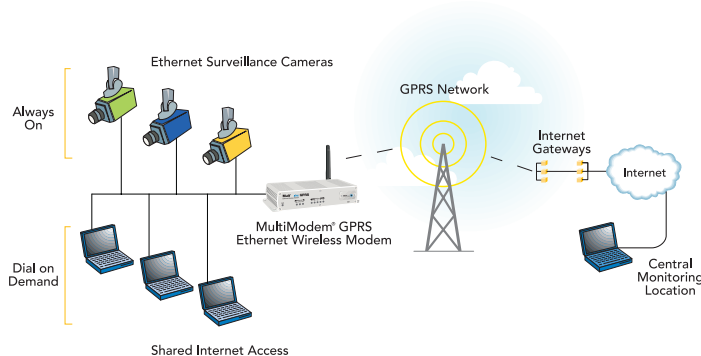 Ethernet Surveillance Cameras
Always
On
GPRS Network
Internet
Gateways
Internet
MultiModem® GPRS
Ethernet Wireless Modem
Dial on
Demand
Central
Monitoring
Location
Shared Internet Access